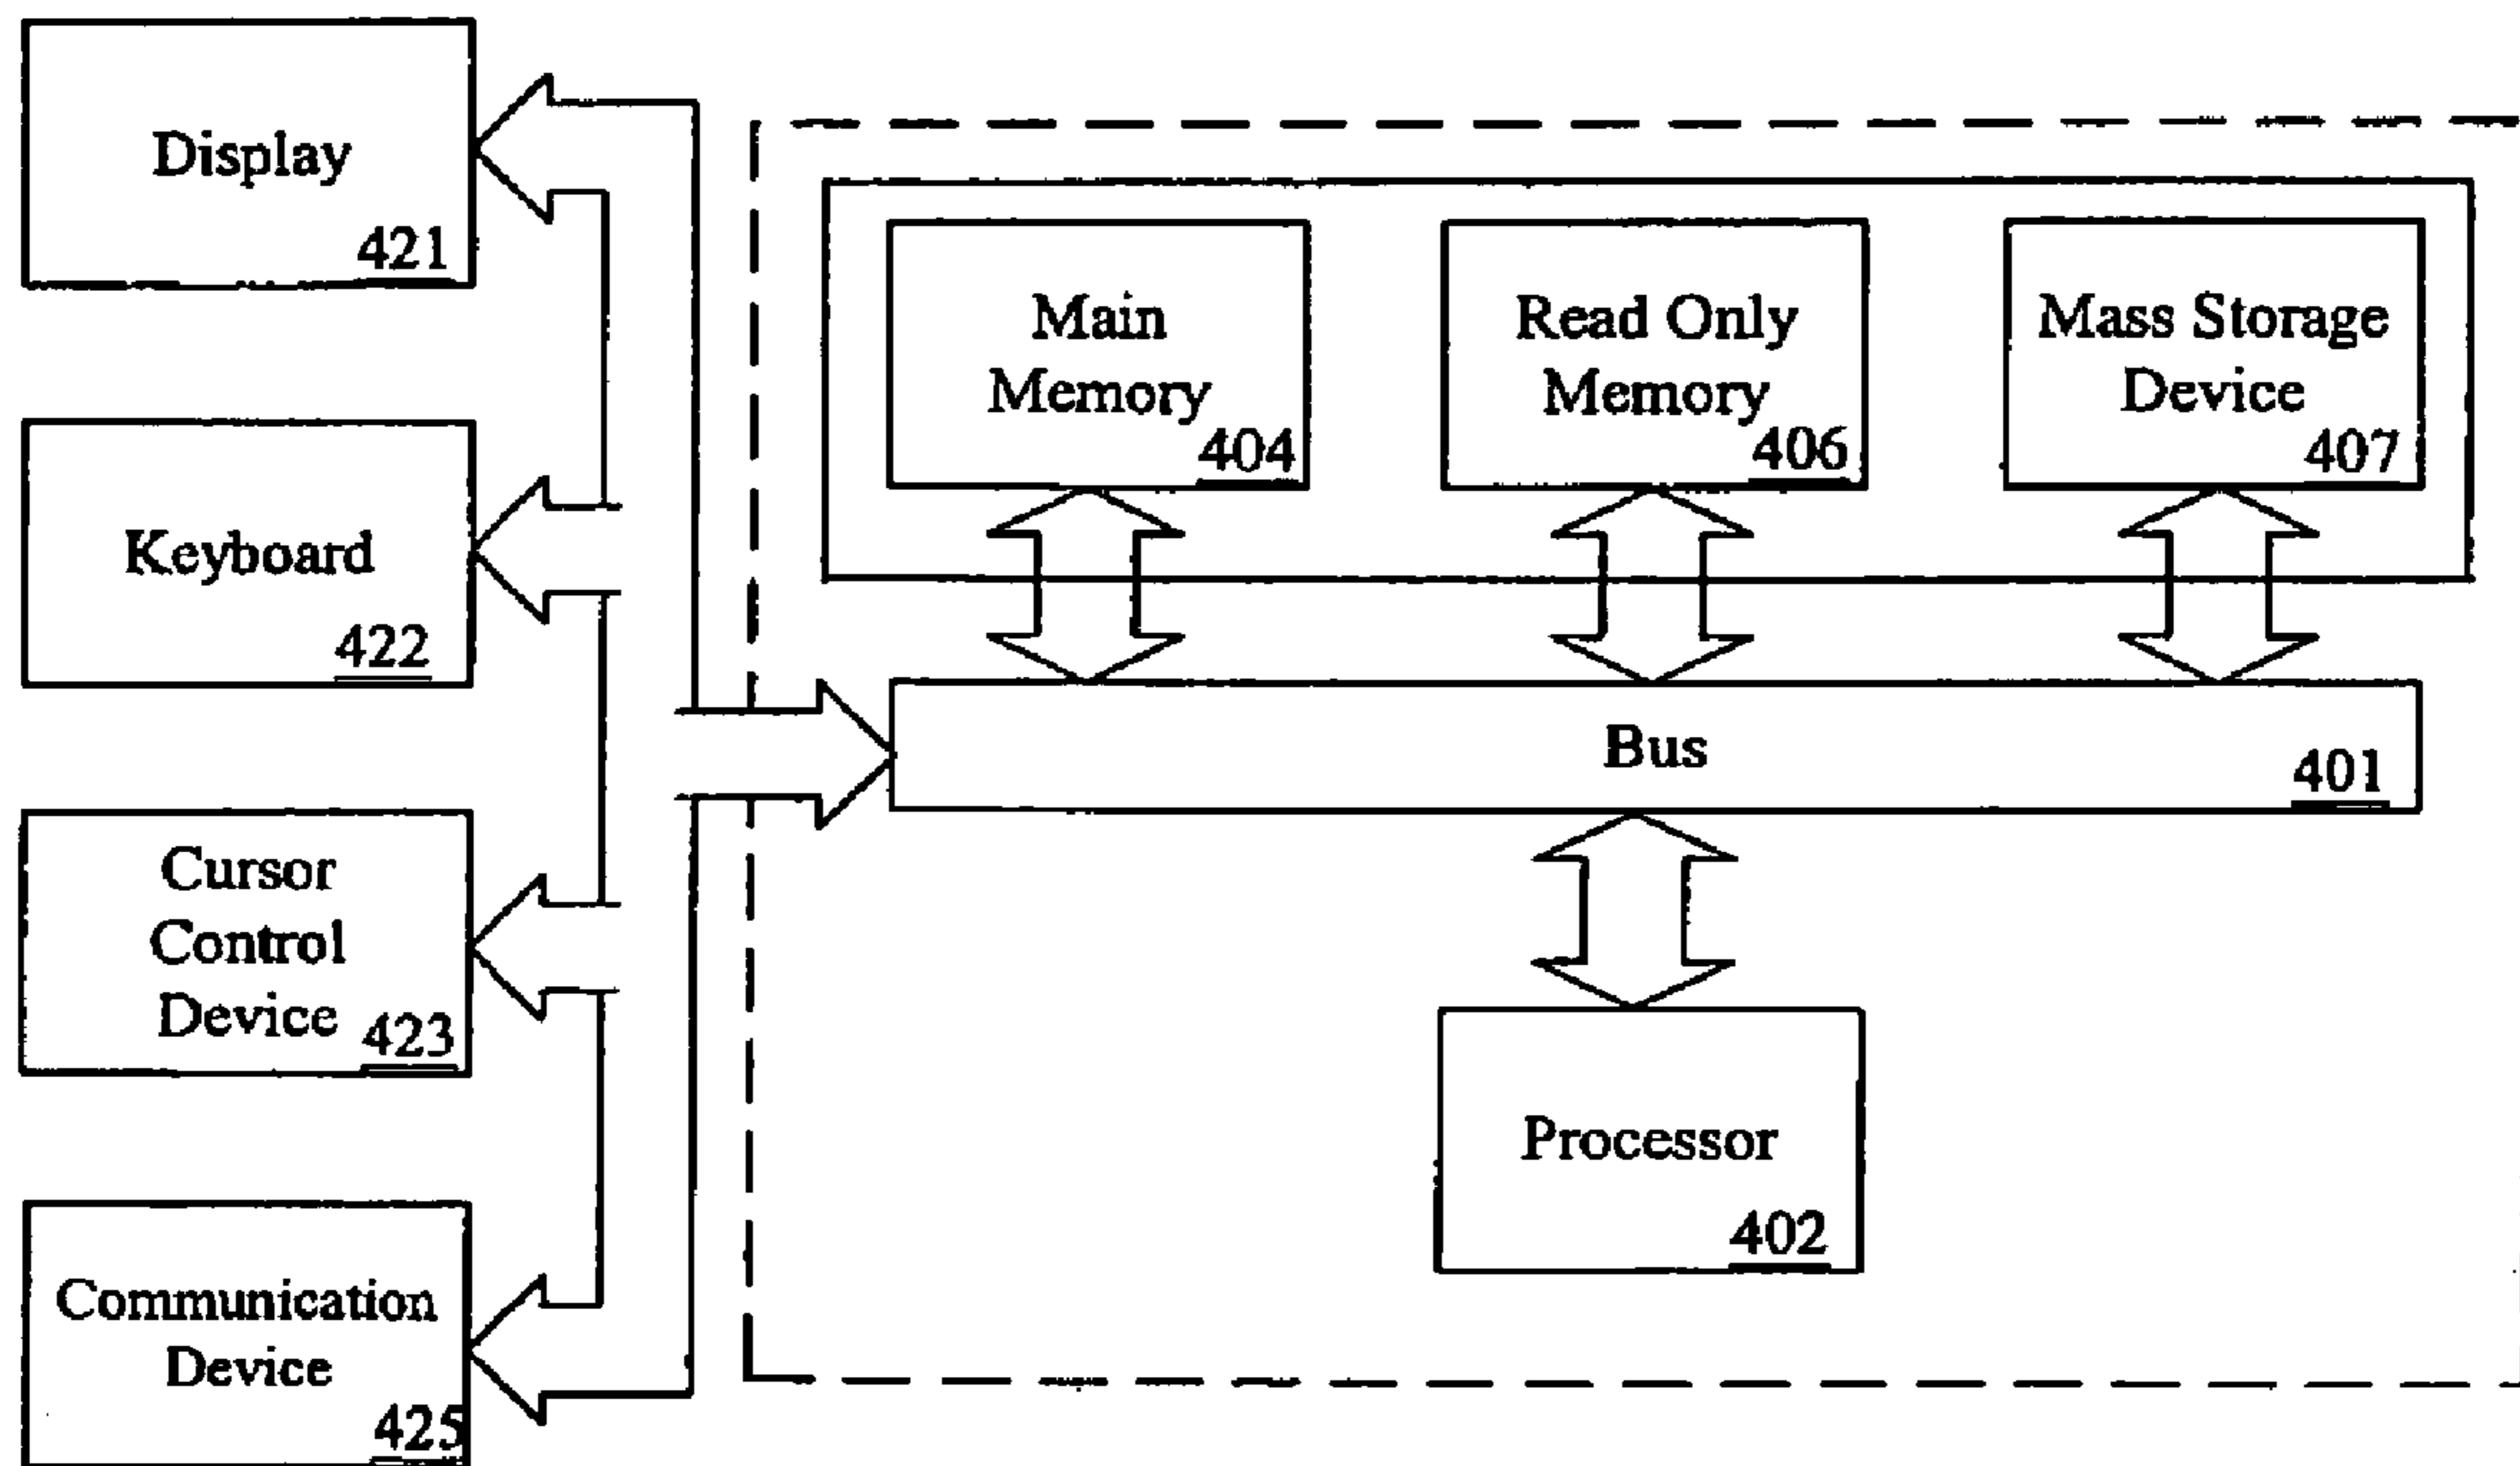 Display
421
Keyboard
422
Cursor
Control
Device
423
Communication
Device
425
Main
Memory
404
Read Only
Memory
406
Mass Storage
Device
407
Bus
401
Processor
402